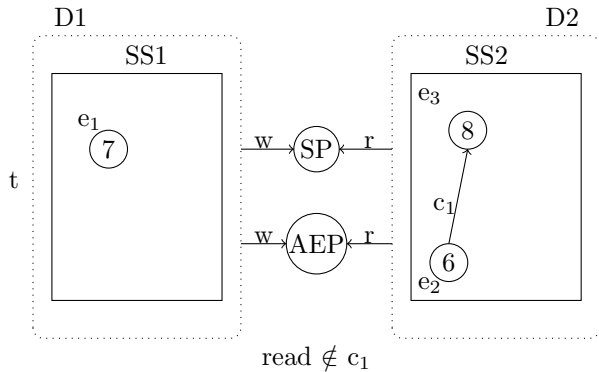 D1
D2
SS1
SS2
e₁
7
e₃
8
w
SP
r
t
c₁
w
AEP
r
6
e₂
read ∉ c₁